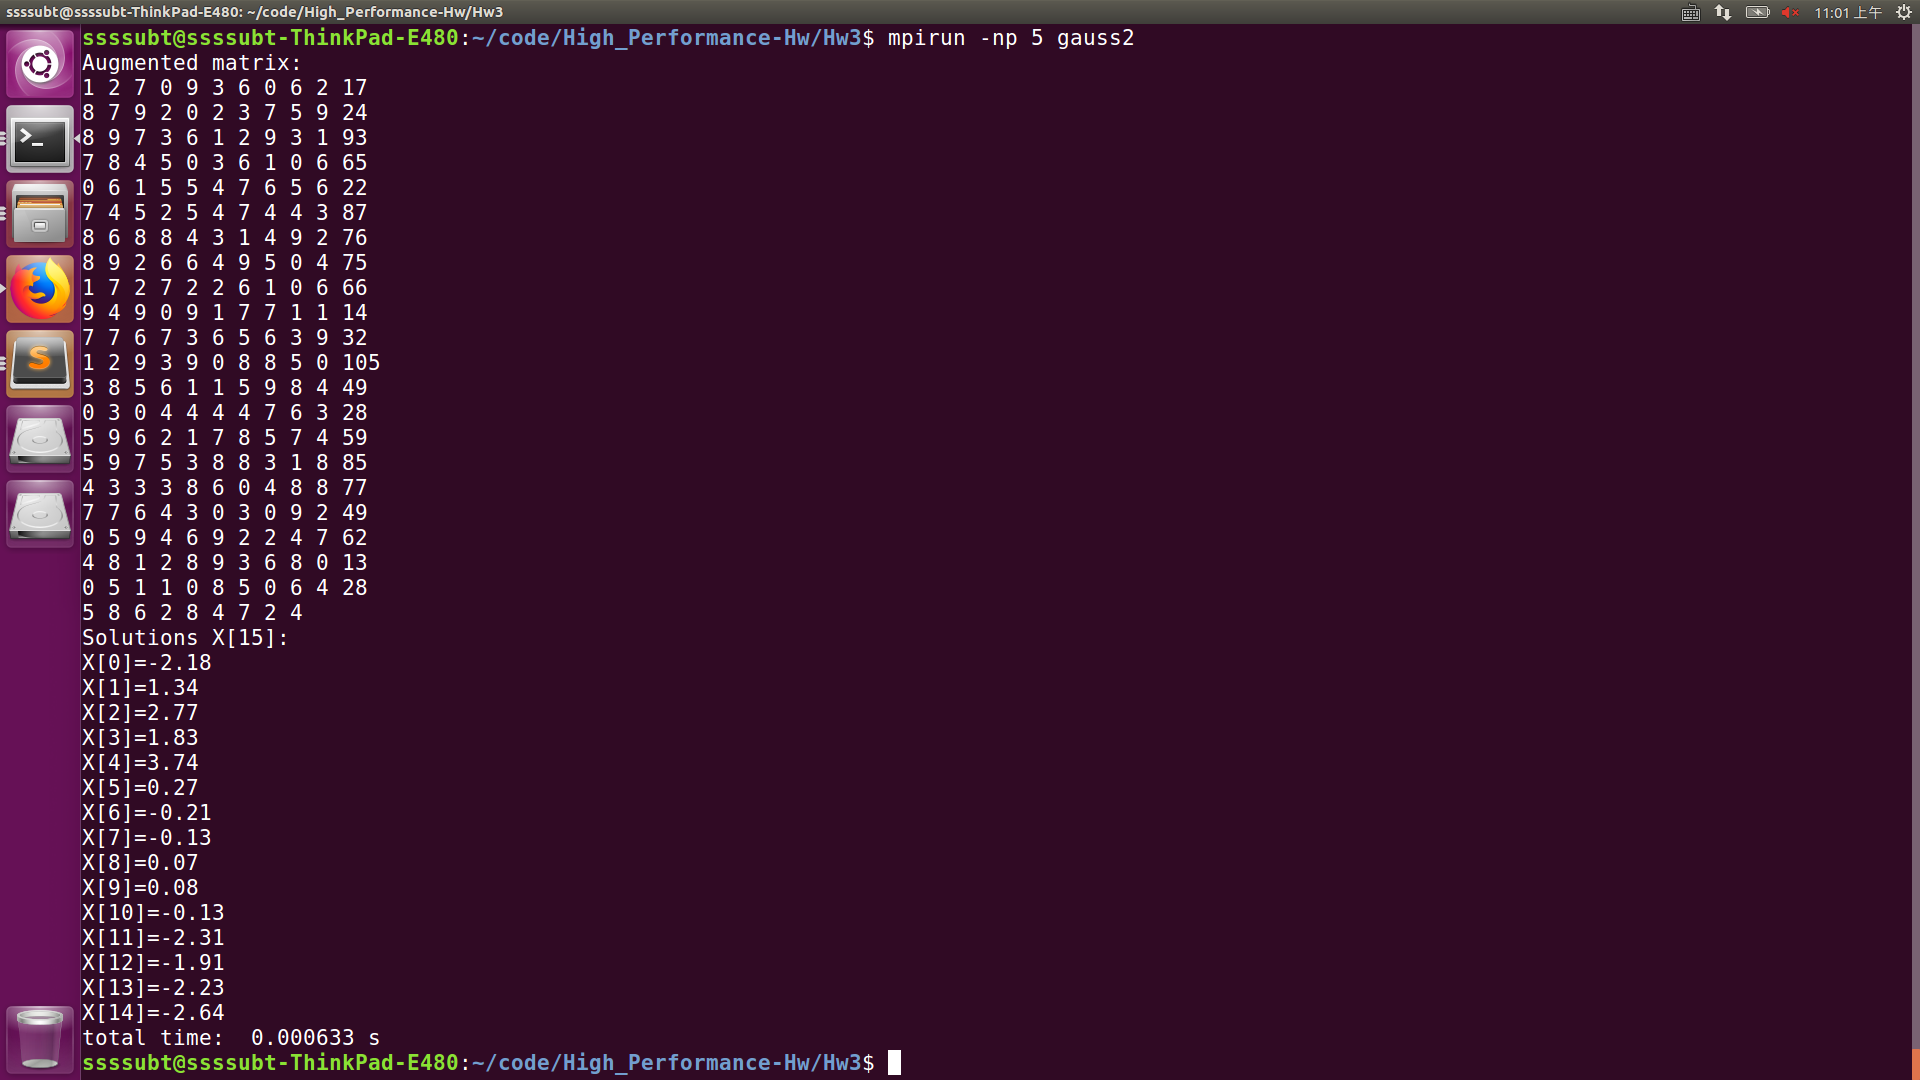 ssssubt@ssssubt-ThinkPad-E480: ~/code/High_Performance-Hw/Hw3
11:01 上午
ssssubt@ssssubt-ThinkPad-E480:~/code/High_Performance-Hw/Hw3$ mpirun -np 5 gauss2
Augmented matrix:
1 2 7 0 9 3 6 0 6 2 17
8 7 9 2 0 2 3 7 5 9 24
8 9 7 3 6 1 2 9 3 1 93
7 8 4 5 0 3 6 1 0 6 65
0 6 1 5 5 4 7 6 5 6 22
7 4 5 2 5 4 7 4 4 3 87
8 6 8 8 4 3 1 4 9 2 76
8 9 2 6 6 4 9 5 0 4 75
1 7 2 7 2 2 6 1 0 6 66
9 4 9 0 9 1 7 7 1 1 14
7 7 6 7 3 6 5 6 3 9 32
1 2 9 3 9 0 8 8 5 0 105
3 8 5 6 1 1 5 9 8 4 49
0 3 0 4 4 4 4 7 6 3 28
5 9 6 2 1 7 8 5 7 4 59
5 9 7 5 3 8 8 3 1 8 85
4 3 3 3 8 6 0 4 8 8 77
7 7 6 4 3 0 3 0 9 2 49
0 5 9 4 6 9 2 2 4 7 62
4 8 1 2 8 9 3 6 8 0 13
0 5 1 1 0 8 5 0 6 4 28
5 8 6 2 8 4 7 2 4
Solutions X[15]:
X[0]=-2.18
X[1]=1.34
X[2]=2.77
X[3]=1.83
X[4]=3.74
X[5]=0.27
X[6]=-0.21
X[7]=-0.13
X[8]=0.07
X[9]=0.08
X[10]=-0.13
X[11]=-2.31
X[12]=-1.91
X[13]=-2.23
X[14]=-2.64
total time:  0.000633 s
ssssubt@ssssubt-ThinkPad-E480:~/code/High_Performance-Hw/Hw3$